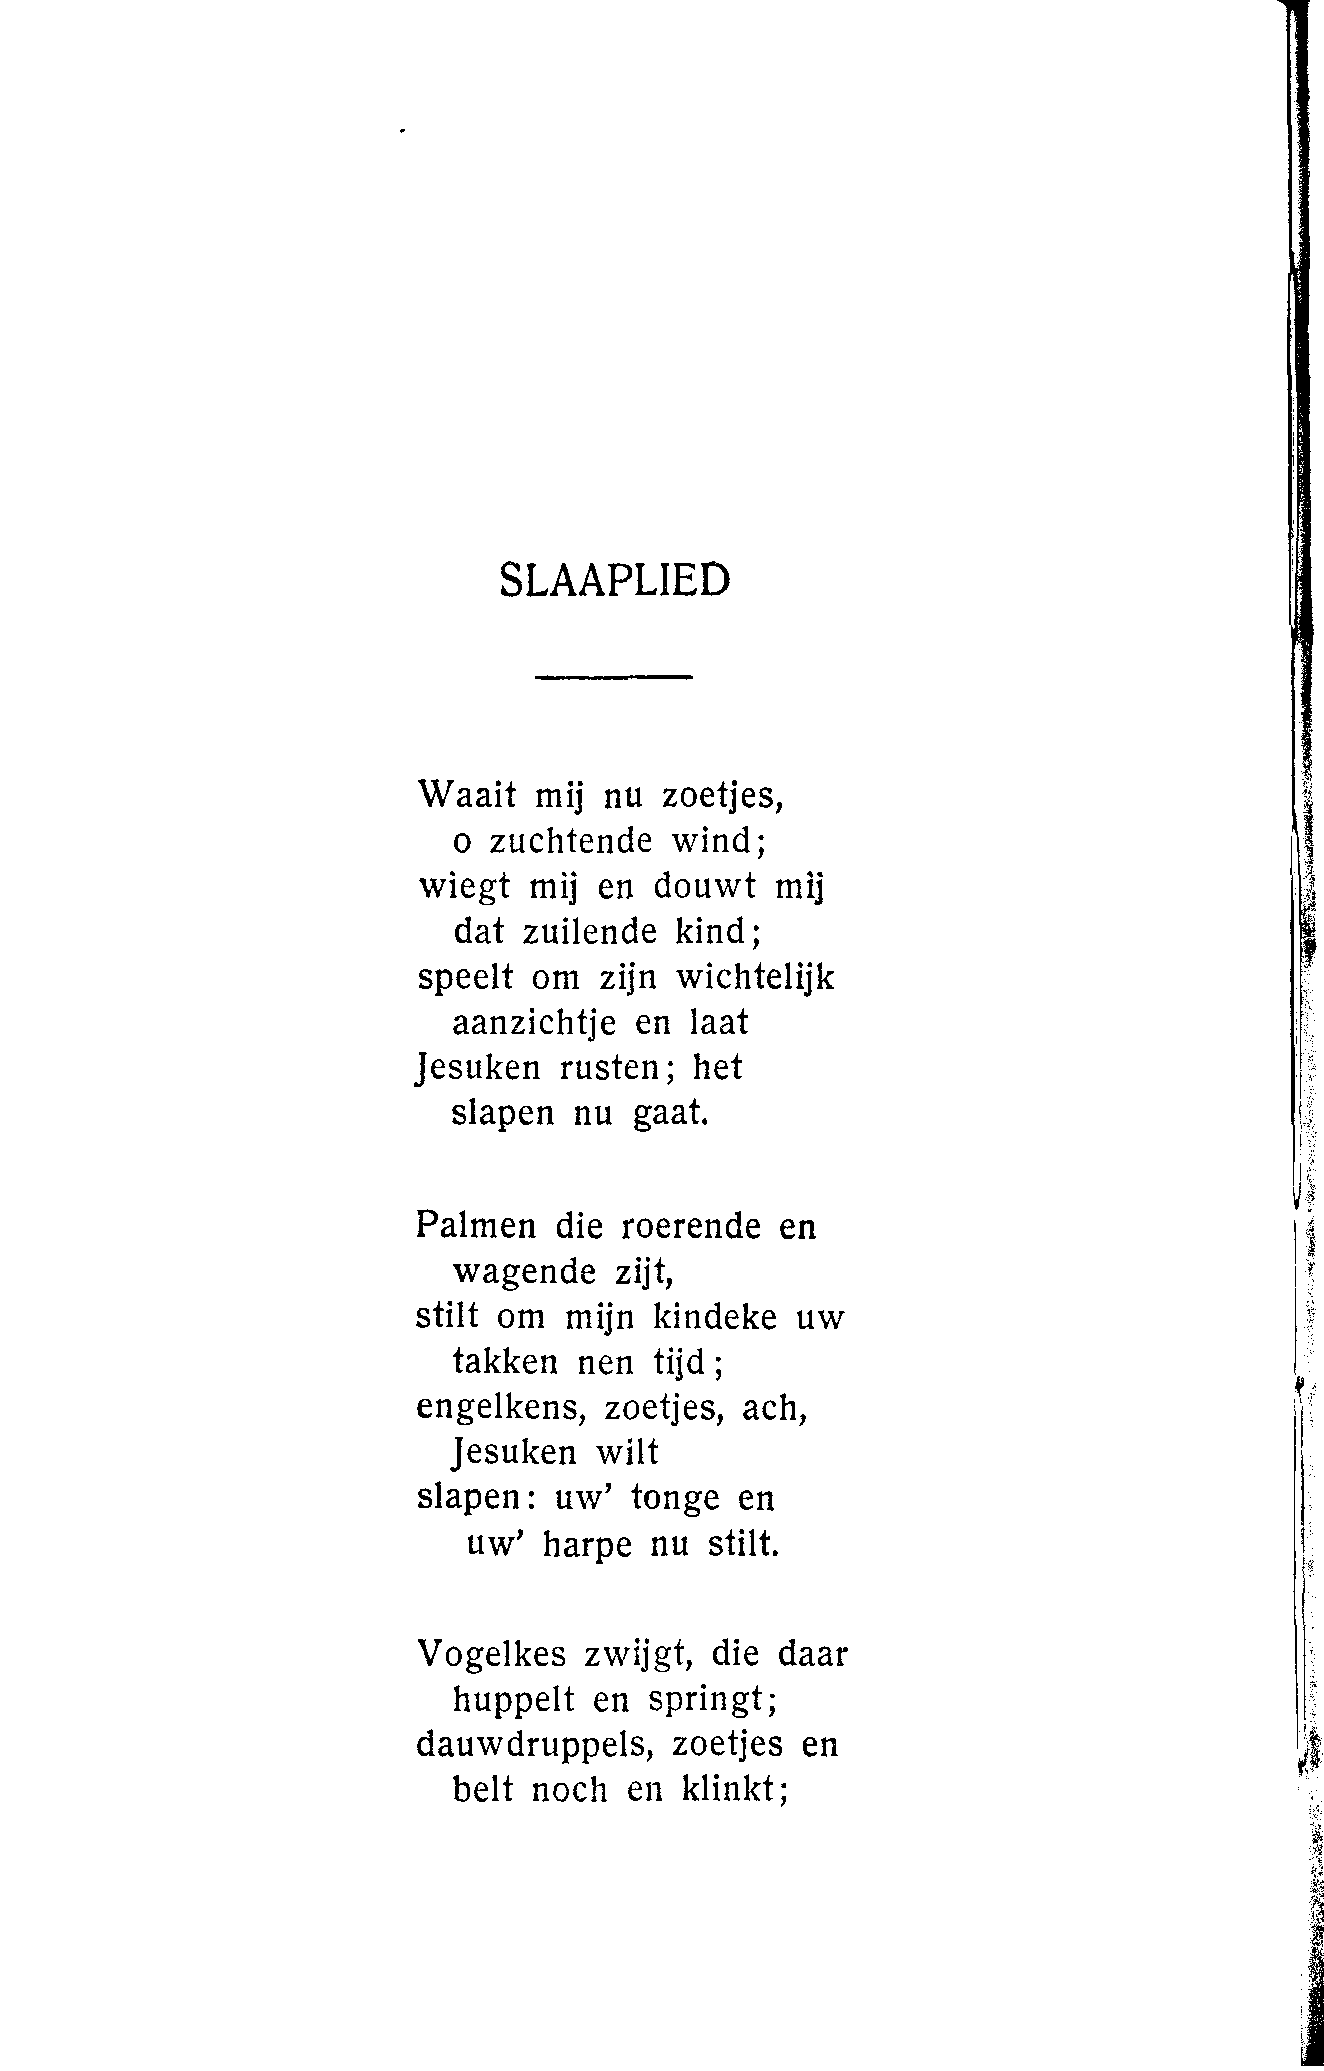 SLAAPLIED
Waait mij nu zoetjes,
o zuchtende wind;
wiegt mij en douwt mij
dat zuilende kind;
speelt om zijn wichtelijk
aanzichtje en laat
Jesuken rusten; het
slapen nu gaat.
Palmen die roerende en
wagende zijt,
stilt om mijn kindeke uw
takken nen tijd;
engelkens, zoetjes, ach,
Jesuken wilt
slapen: uw' tonge en
uw' harpe nu stilt.
Vogelkes zwijgt, die daar
huppelt en springt;
dauwdruppels, zoetjes en
belt noch en klinkt;